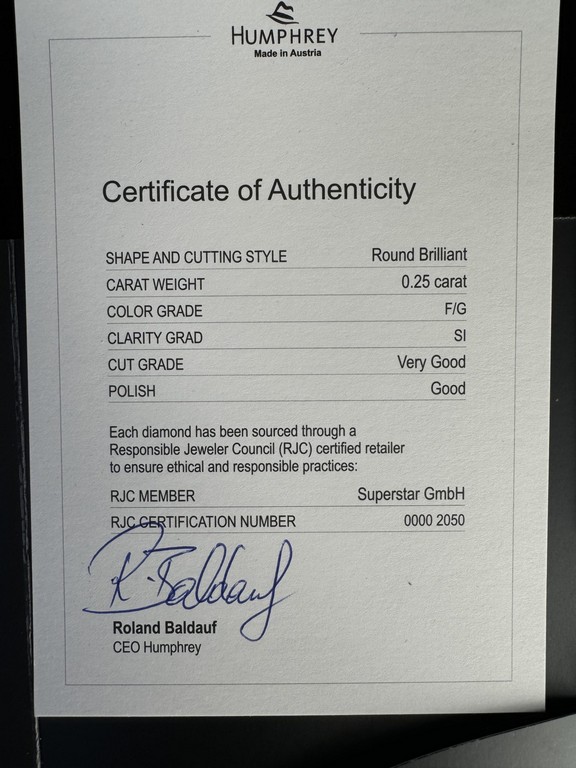 HUMPHREY
Made in Austria
Certificate of Authenticity
SHAPE AND CUTTING STYLE Round Brilliant
CARAT WEIGHT 0.25 carat
COLOR GRADE F/G
CLARITY GRAD SI
CUT GRADE Very Good
POLISH Good
Each diamond has been sourced through a
Responsible Jeweler Council (RJC) certified retailer
to ensure ethical and responsible practices:
RJC MEMBER Superstar GmbH
RJC CERTIFICATION NUMBER 0000 2050
R. Baldauf
Roland Baldauf
CEO Humphrey